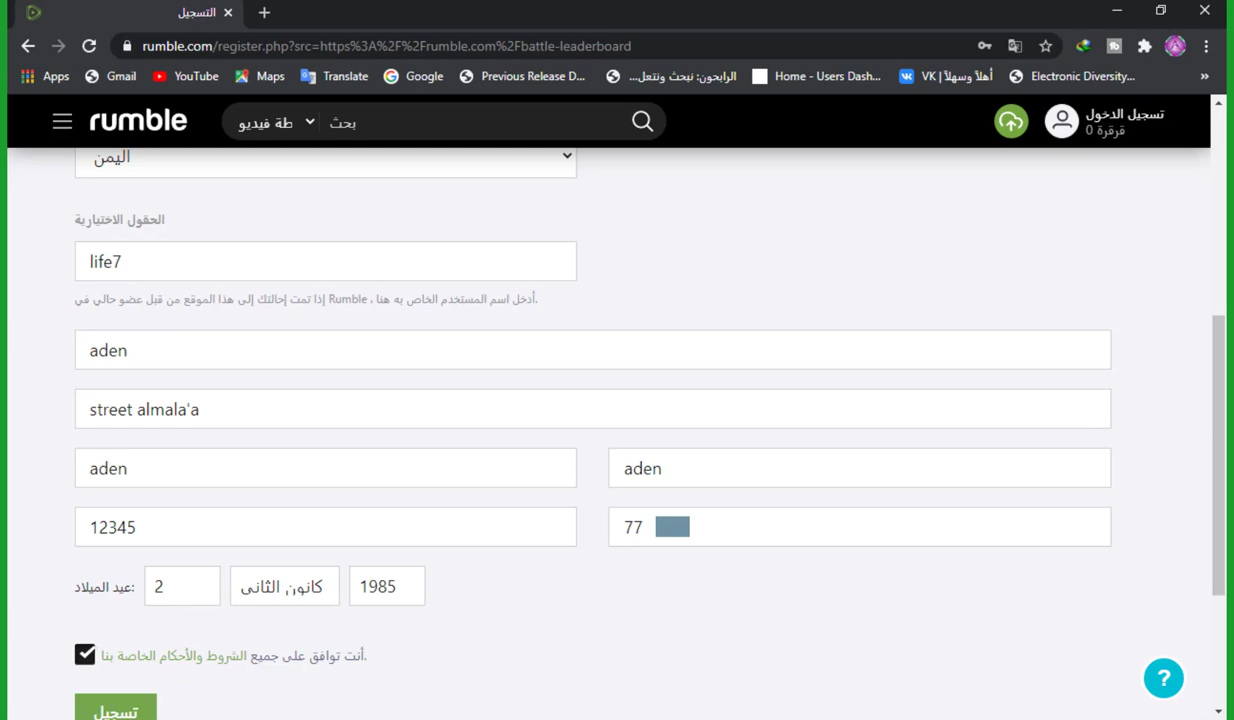 التسجيل
rumble.com/register.php?src=https%3A%2F%2Frumble.com%2Fbattle-leaderboard
Apps Gmail YouTube Maps Translate Google Previous Release D... الرابحون: نبحث ونتعل... Home - Users Dash... VK | أهلاً وسهلاً Electronic Diversity... »
rumble طة فيديو بحث تسجيل الدخول
قرقرة 0
اليمن
الحقول الاختيارية
life7
إذا تمت إحالتك إلى هذا الموقع من قبل عضو حالي في Rumble ، أدخل اسم المستخدم الخاص به هنا.
aden
street almala'a
aden aden
12345 77
عيد الميلاد: 2 كانون الثاني 1985
أنت توافق على جميع الشروط والأحكام الخاصة بنا.
تسجيل
?